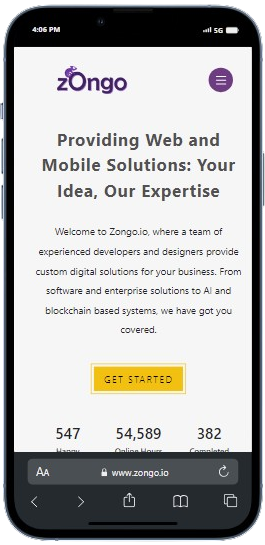 4:06 PM 5G
zOngo
Providing Web and
Mobile Solutions: Your
Idea, Our Expertise
Welcome to Zongo.io, where a team of
experienced developers and designers provide
custom digital solutions for your business. From
software and enterprise solutions to AI and
blockchain based systems, we have got you
covered.
GET STARTED
547 54,589 382
Happy Online Hours Completed
AA www.zongo.io